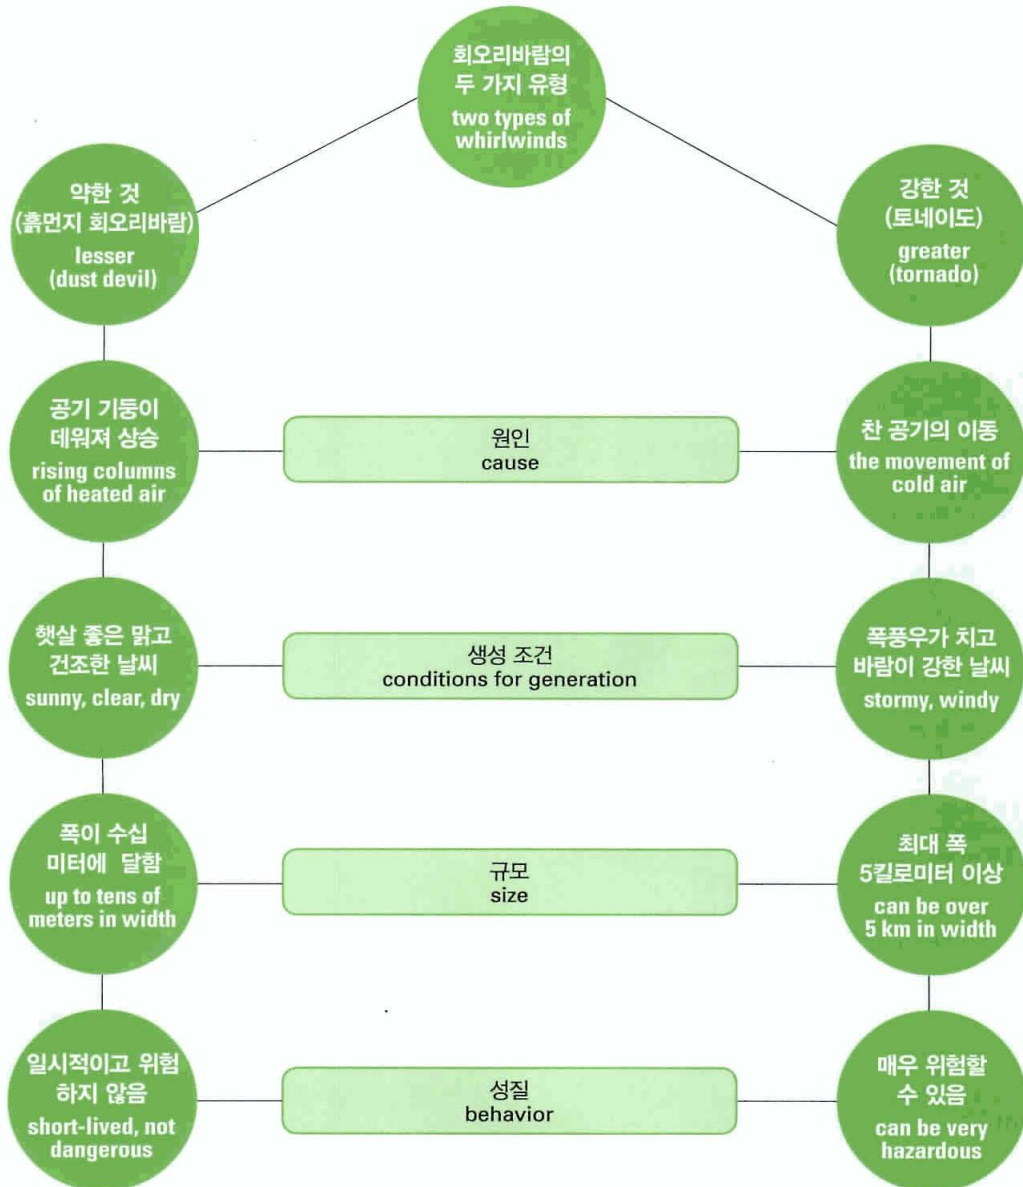 회오리바람의
두 가지 유형
two types of
whirlwinds
약한 것
(흙먼지 회오리바람)
lesser
(dust devil)
강한 것
(토네이도)
greater
(tornado)
공기 기둥이
데워져 상승
rising columns
of heated air
원인
cause
찬 공기의 이동
the movement of
cold air
햇살 좋은 맑고
건조한 날씨
sunny, clear, dry
생성 조건
conditions for generation
폭풍우가 치고
바람이 강한 날씨
stormy, windy
폭이 수십
미터에 달함
up to tens of
meters in width
규모
size
최대 폭
5킬로미터 이상
can be over
5 km in width
일시적이고 위험
하지 않음
short-lived, not
dangerous
성질
behavior
매우 위험할
수 있음
can be very
hazardous